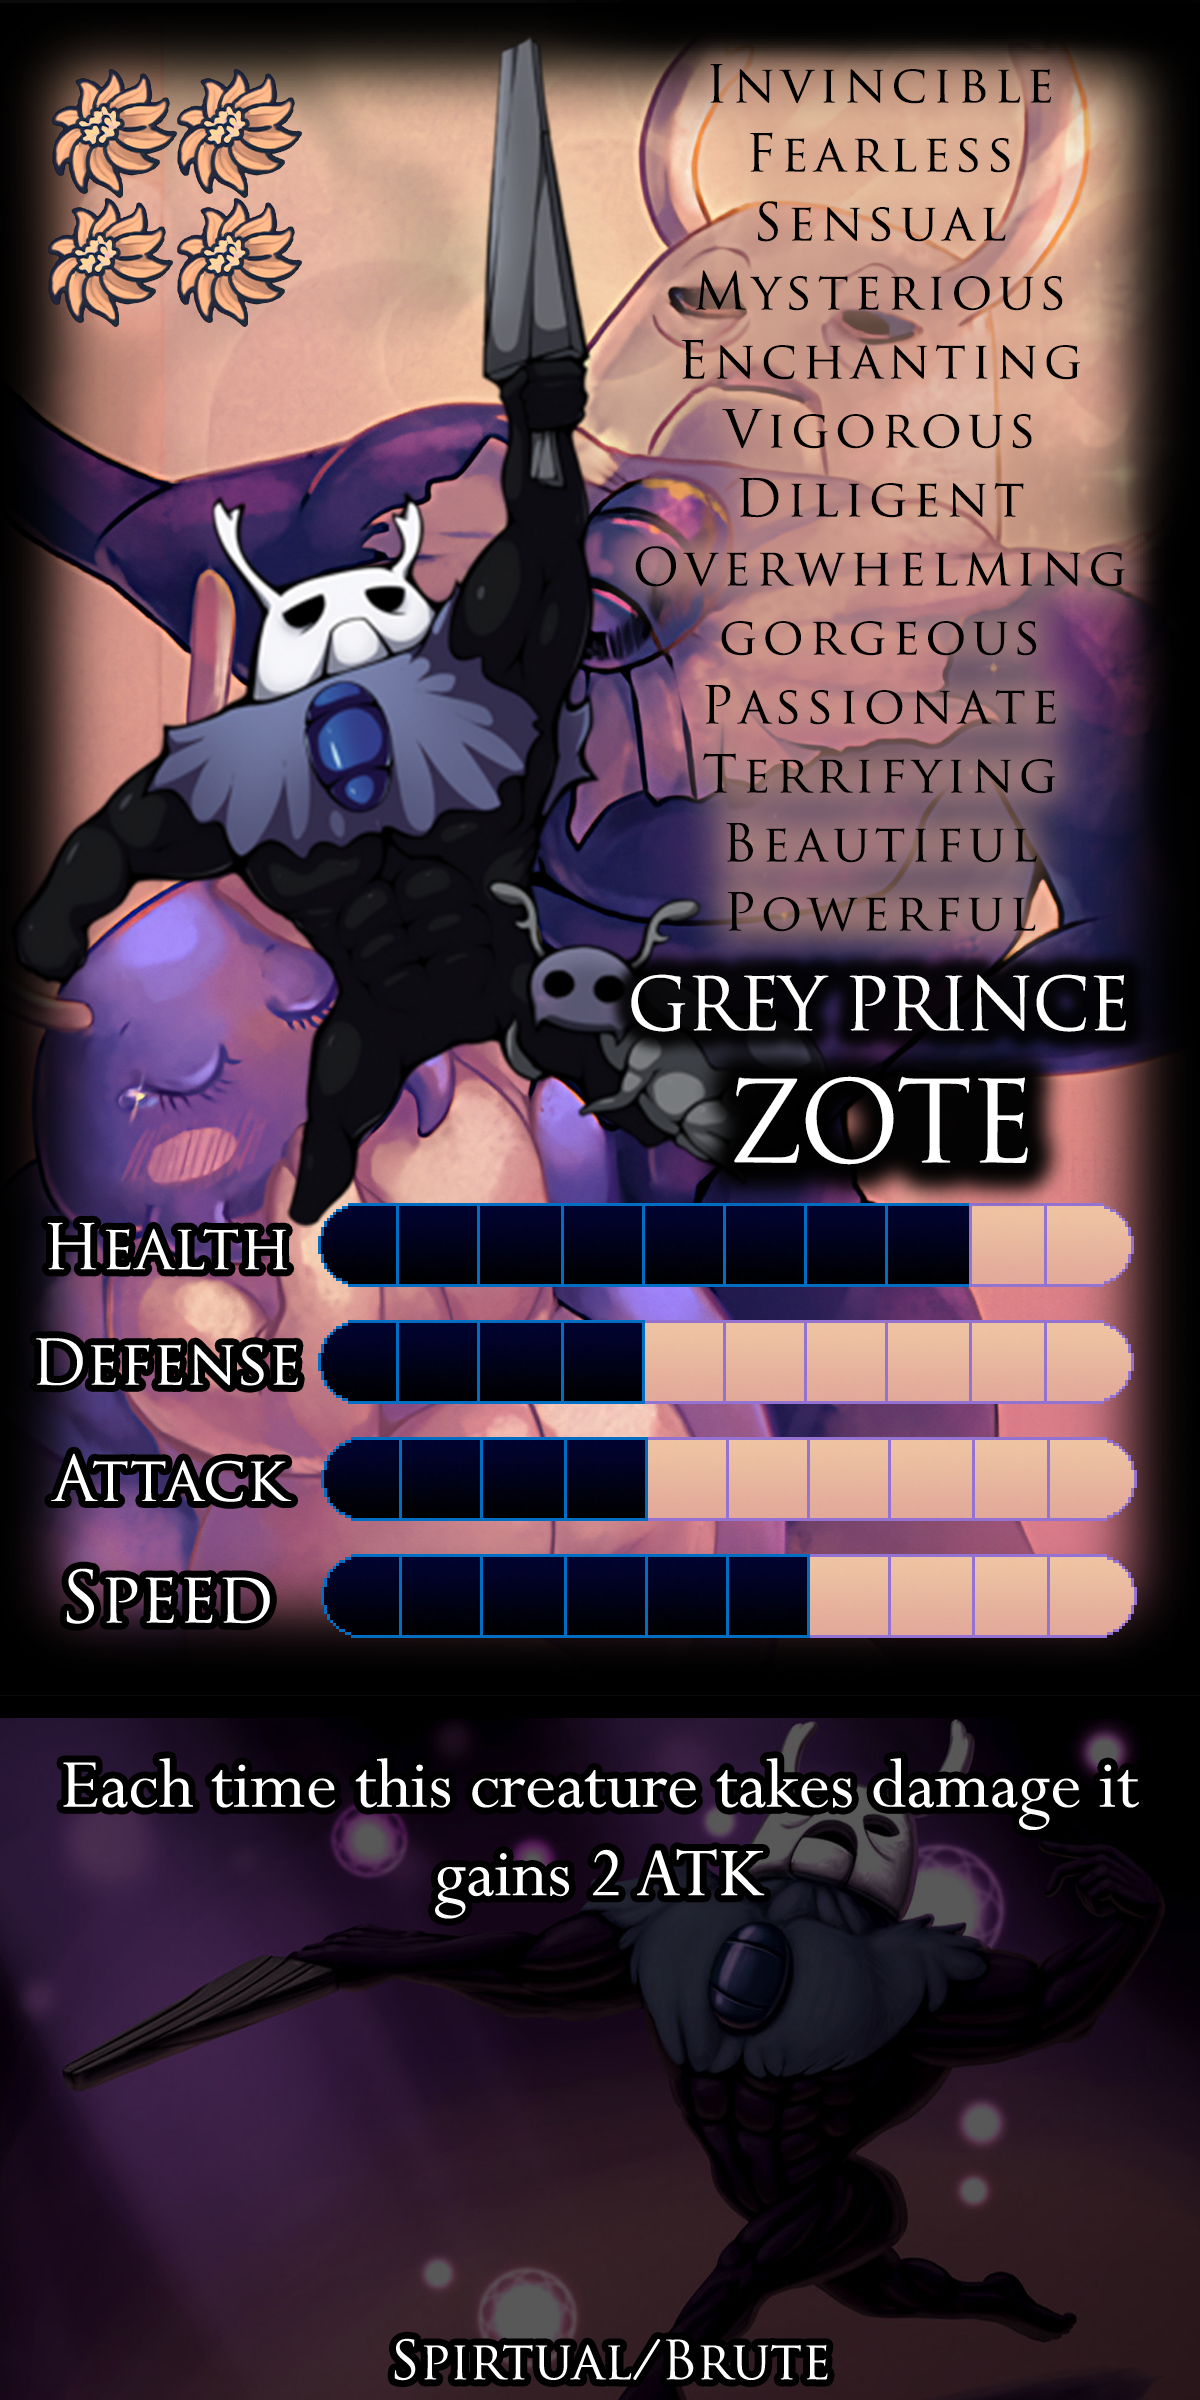 Invincible
Fearless
Sensual
Mysterious
Enchanting
Vigorous
Diligent
Overwhelming
gorgeous
Passionate
Terrifying
Beautiful
Powerful
GREY PRINCE
ZOTE
Health
Defense
Attack
Speed
Each time this creature takes damage it
gains 2 ATK
Spirtual/Brute